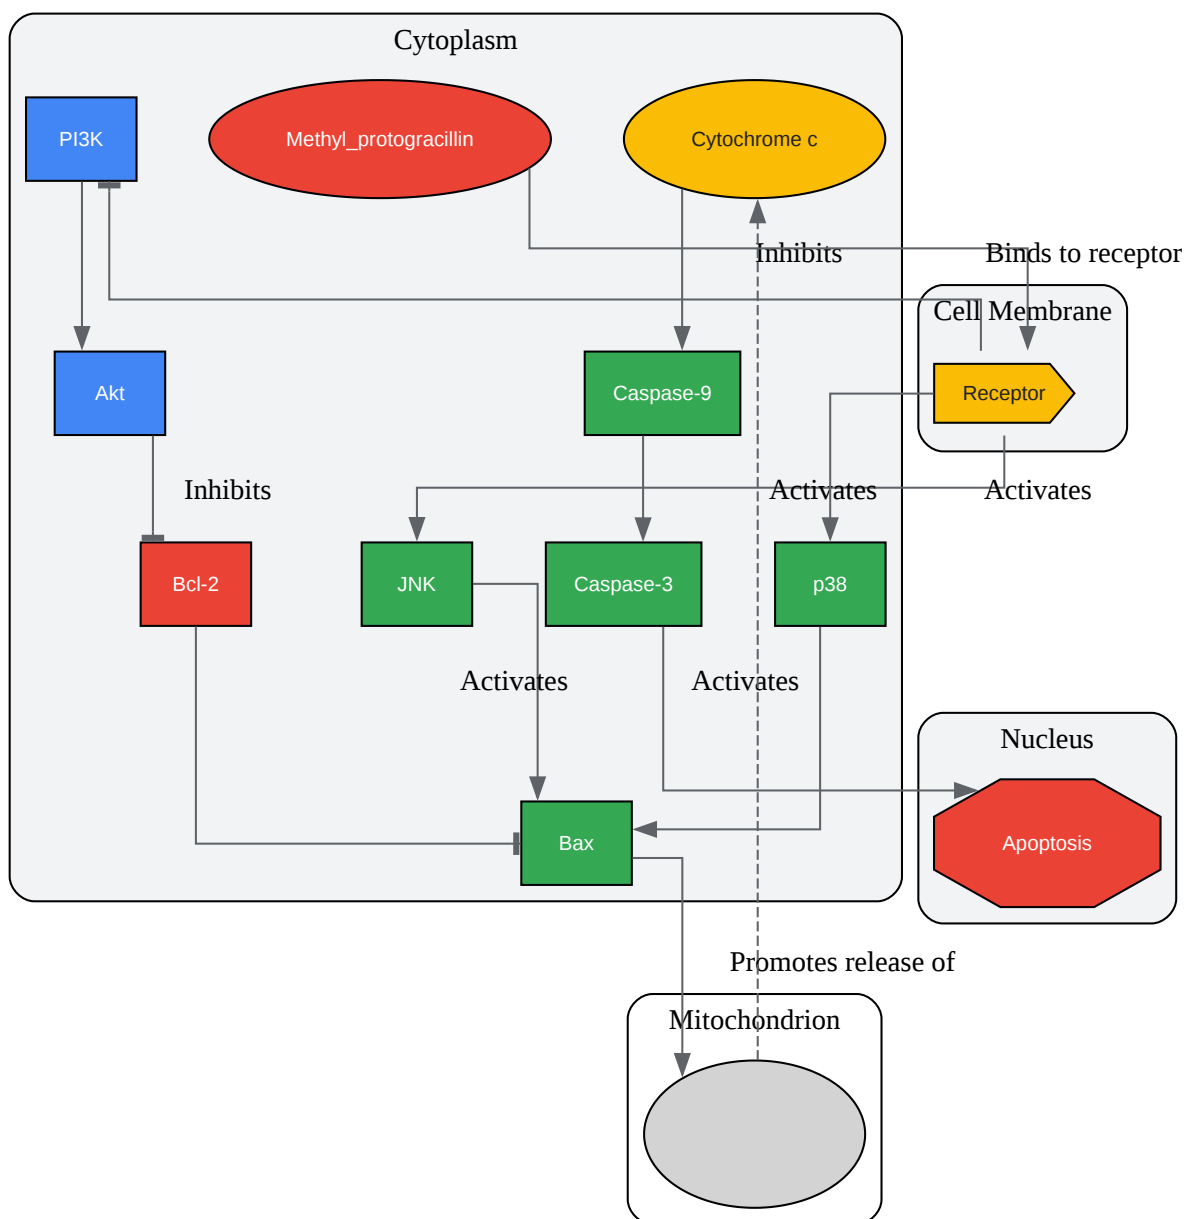 Cytoplasm
PI3K
Methyl_protogracillin
Cytochrome c
Inhibits
Binds to receptor
Cell Membrane
Akt
Caspase-9
Receptor
Inhibits
Activates
Activates
Bcl-2
JNK
Caspase-3
p38
Activates
Activates
Nucleus
Bax
Apoptosis
Promotes release of
Mitochondrion